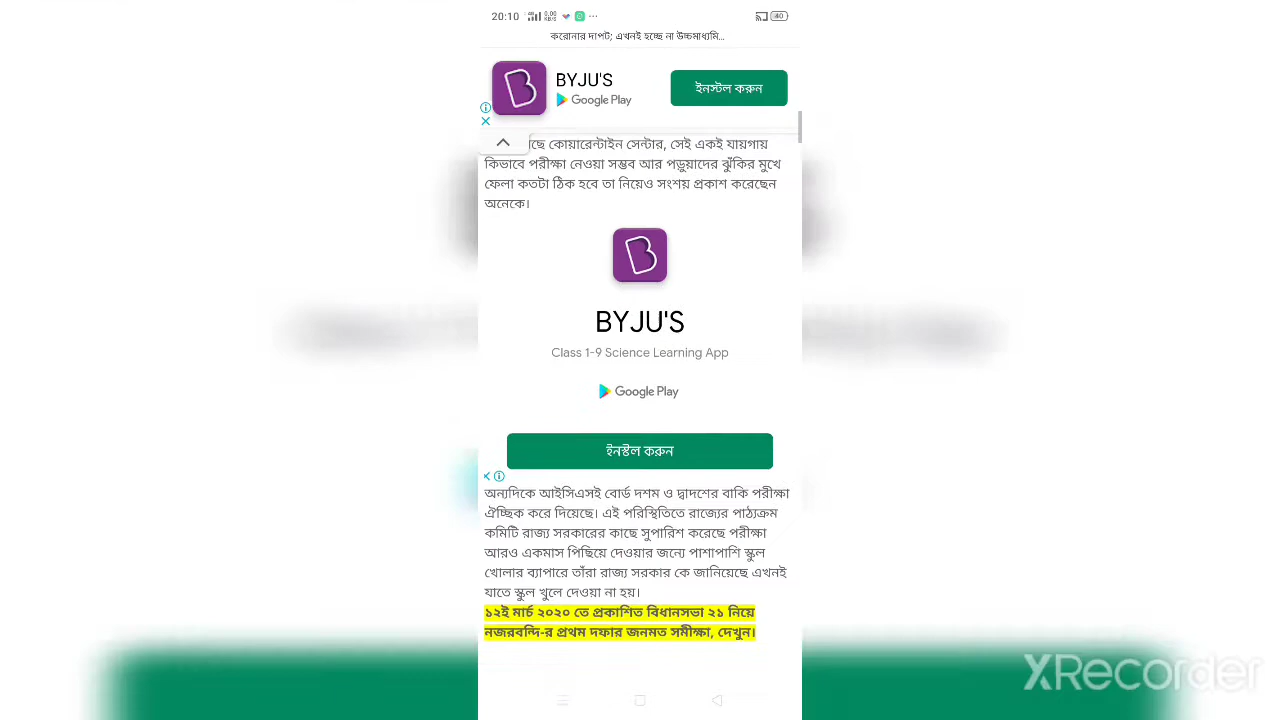 20:10
0.00
KB/S
40
করোনার দাপট; এখনই হচ্ছে না উচ্চমাধ্যমি...
BYJU'S
Google Play
ইনস্টল করুন
ছে কোয়ারেন্টাইন সেন্টার, সেই একই যায়গায়
কিভাবে পরীক্ষা নেওয়া সম্ভব আর পড়ুয়াদের ঝুঁকির মুখে
ফেলা কতটা ঠিক হবে তা নিয়েও সংশয় প্রকাশ করেছেন
অনেকে।
BYJU'S
Class 1-9 Science Learning App
Google Play
ইনস্টল করুন
অন্যদিকে আইসিএসই বোর্ড দশম ও দ্বাদশের বাকি পরীক্ষা
ঐচ্ছিক করে দিয়েছে। এই পরিস্থিতিতে রাজ্যের পাঠ্যক্রম
কমিটি রাজ্য সরকারের কাছে সুপারিশ করেছে পরীক্ষা
আরও একমাস পিছিয়ে দেওয়ার জন্যে পাশাপাশি স্কুল
খোলার ব্যাপারে তাঁরা রাজ্য সরকার কে জানিয়েছে এখনই
যাতে স্কুল খুলে দেওয়া না হয়।
১২ই মার্চ ২০২০ তে প্রকাশিত বিধানসভা ২১ নিয়ে
নজরবন্দি-র প্রথম দফার জনমত সমীক্ষা, দেখুন।
XRecorder